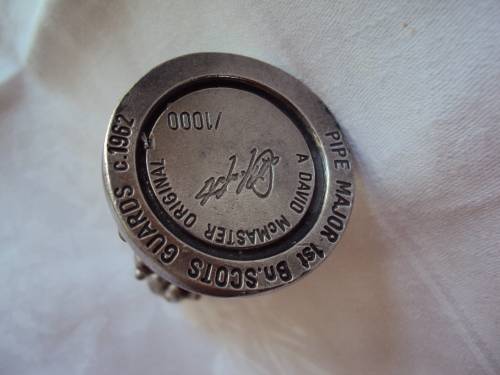 PIPE MAJOR 1st Bn. SCOTS GUARDS c.1962
A DAVID McMASTER ORIGINAL
/1000